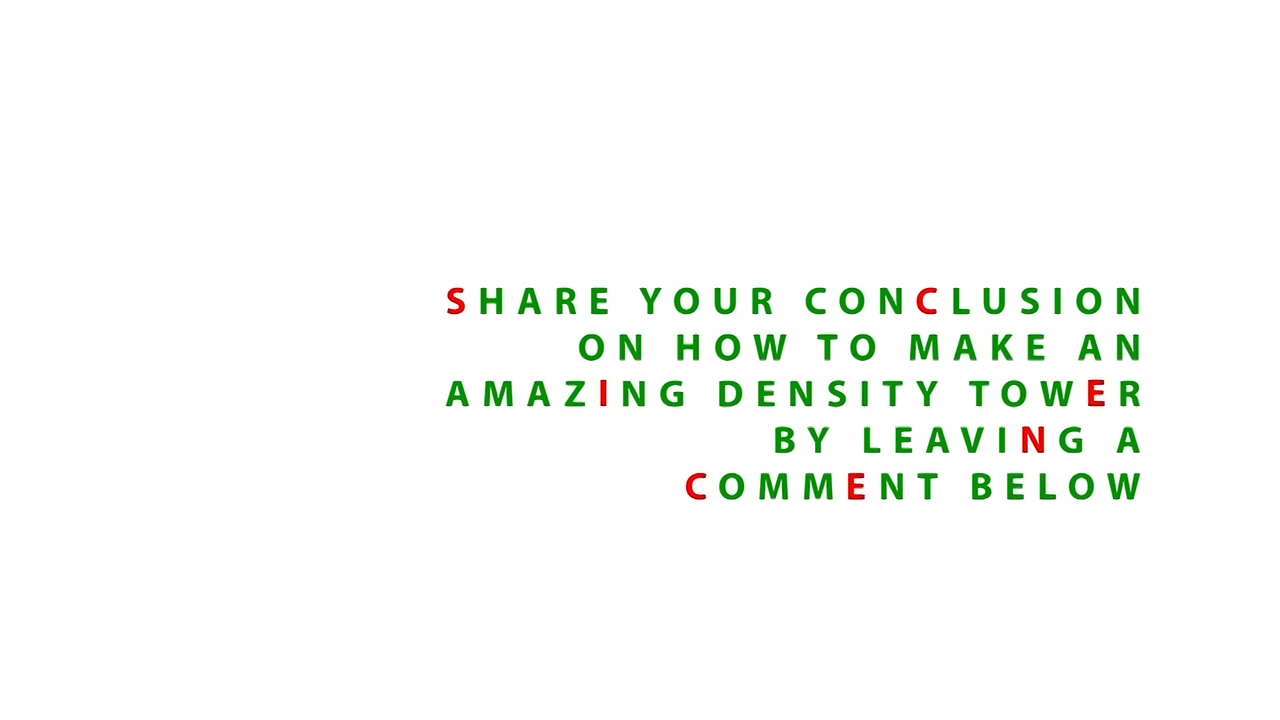 SHARE YOUR CONCLUSION
ON HOW TO MAKE AN
AMAZING DENSITY TOWER
BY LEAVING A
COMMENT BELOW